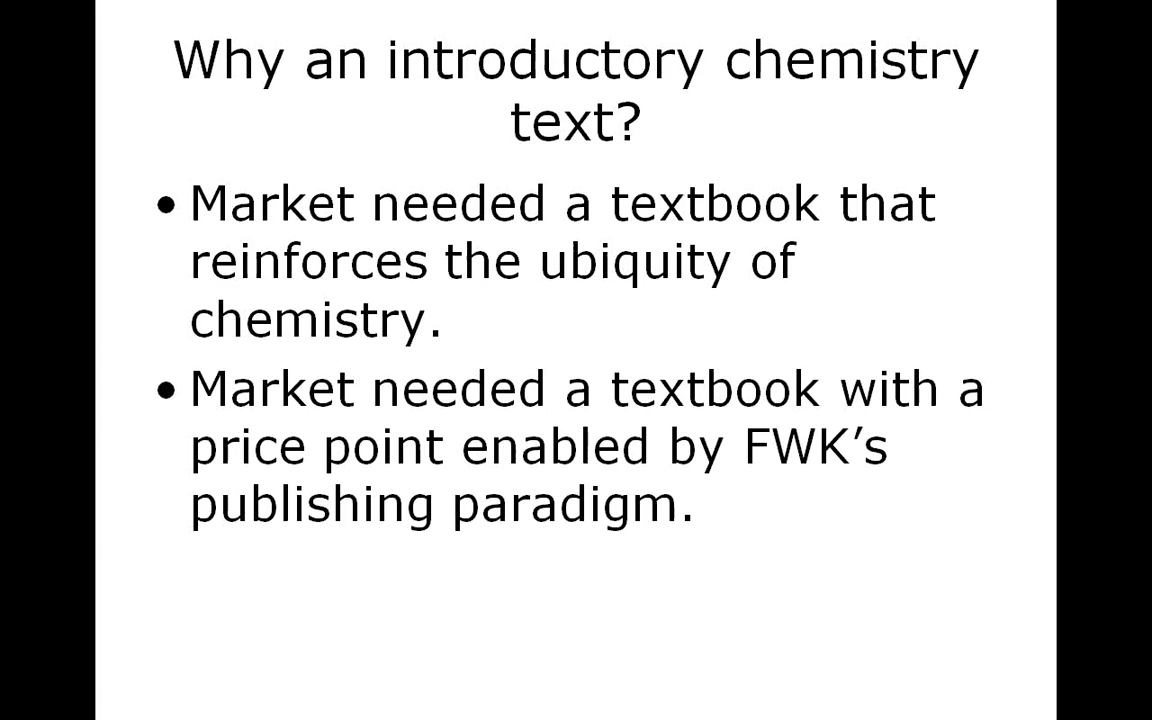 Why an introductory chemistry
text?
• Market needed a textbook that
reinforces the ubiquity of
chemistry.
• Market needed a textbook with a
price point enabled by FWK’s
publishing paradigm.